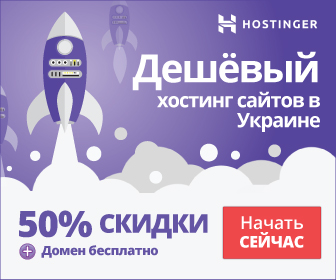 HOSTINGER
Дешёвый
хостинг сайтов в
Украине
50% СКИДКИ
+ Домен бесплатно
Начать
СЕЙЧАС